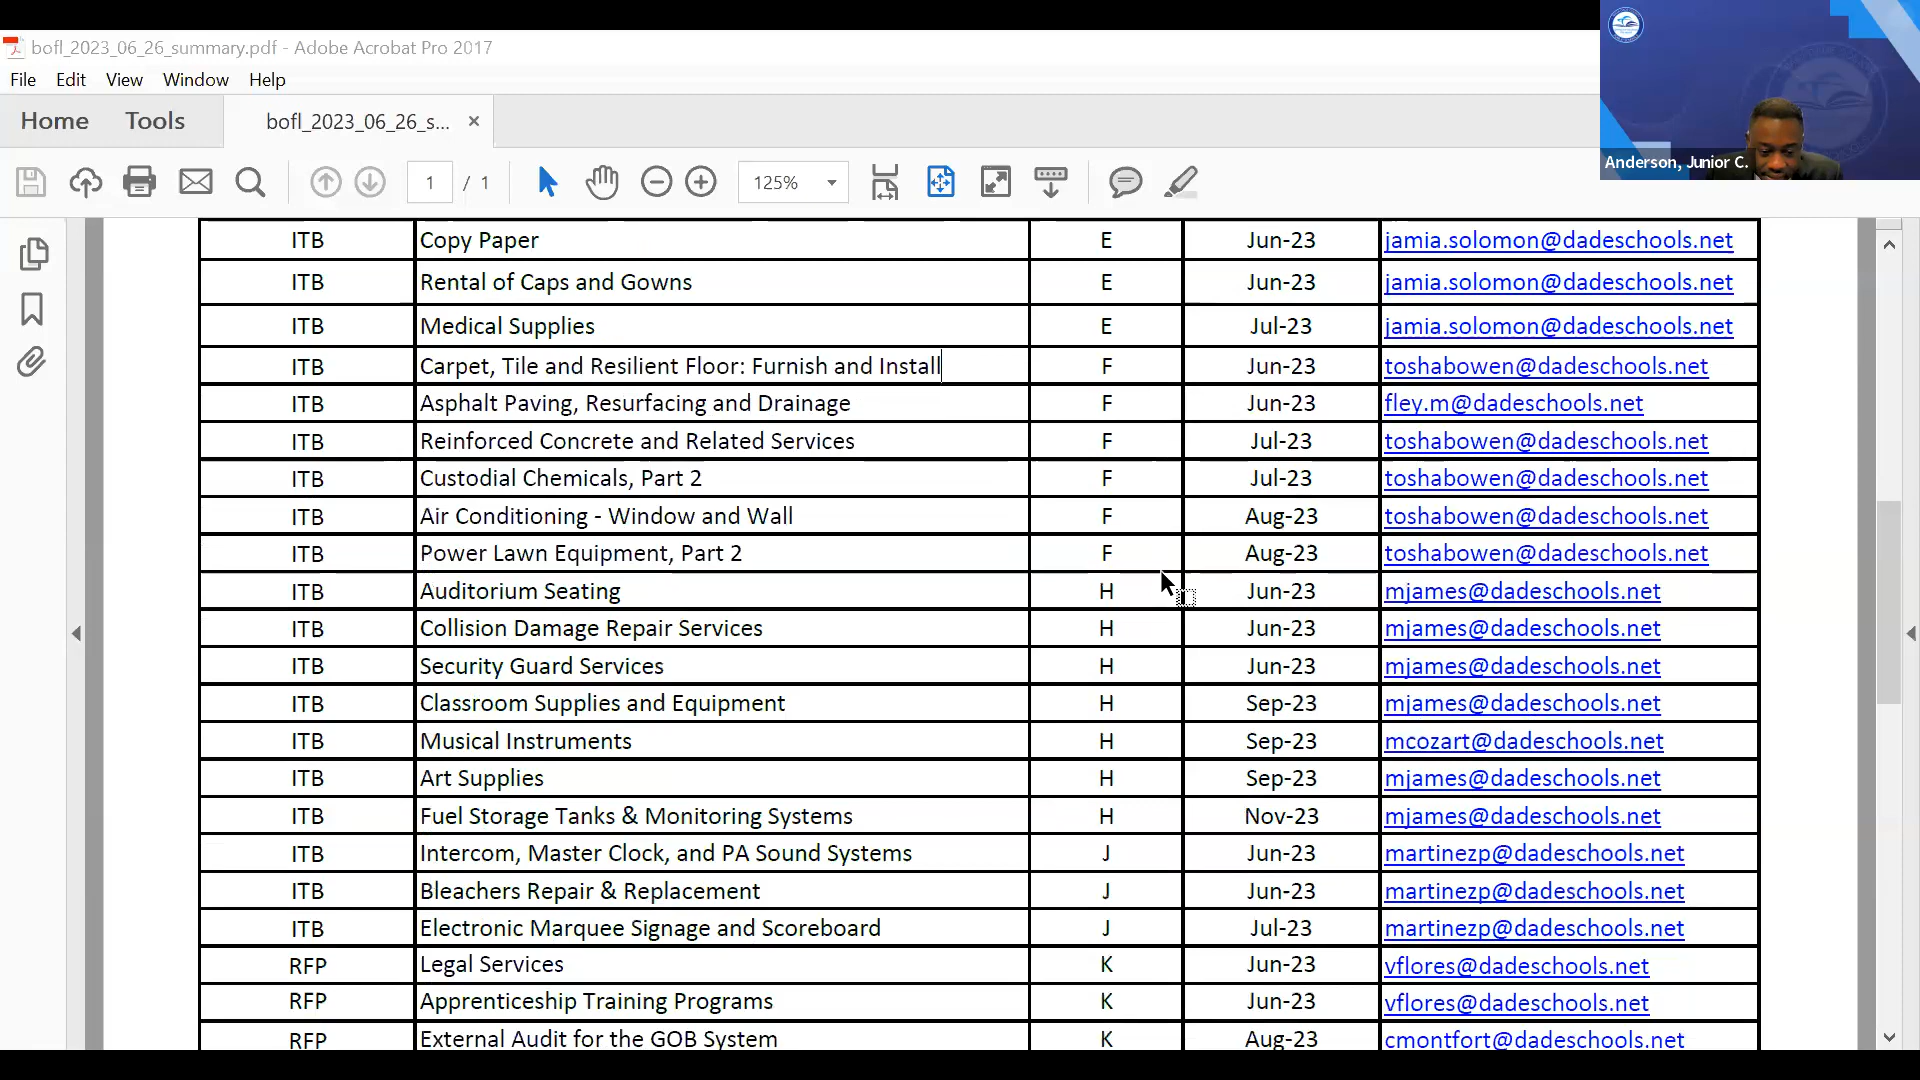 bofl_2023_06_26_summary.pdf - Adobe Acrobat Pro 2017
File Edit View Window Help
Home Tools bofl_2023_06_26_s... ×
1 / 1 125%
Anderson, Junior C.
ITB Copy Paper E Jun-23 jamia.solomon@dadeschools.net
ITB Rental of Caps and Gowns E Jun-23 jamia.solomon@dadeschools.net
ITB Medical Supplies E Jul-23 jamia.solomon@dadeschools.net
ITB Carpet, Tile and Resilient Floor: Furnish and Install F Jun-23 toshabowen@dadeschools.net
ITB Asphalt Paving, Resurfacing and Drainage F Jun-23 fley.m@dadeschools.net
ITB Reinforced Concrete and Related Services F Jul-23 toshabowen@dadeschools.net
ITB Custodial Chemicals, Part 2 F Jul-23 toshabowen@dadeschools.net
ITB Air Conditioning - Window and Wall F Aug-23 toshabowen@dadeschools.net
ITB Power Lawn Equipment, Part 2 F Aug-23 toshabowen@dadeschools.net
ITB Auditorium Seating H Jun-23 mjames@dadeschools.net
ITB Collision Damage Repair Services H Jun-23 mjames@dadeschools.net
ITB Security Guard Services H Jun-23 mjames@dadeschools.net
ITB Classroom Supplies and Equipment H Sep-23 mjames@dadeschools.net
ITB Musical Instruments H Sep-23 mcozart@dadeschools.net
ITB Art Supplies H Sep-23 mjames@dadeschools.net
ITB Fuel Storage Tanks & Monitoring Systems H Nov-23 mjames@dadeschools.net
ITB Intercom, Master Clock, and PA Sound Systems J Jun-23 martinezp@dadeschools.net
ITB Bleachers Repair & Replacement J Jun-23 martinezp@dadeschools.net
ITB Electronic Marquee Signage and Scoreboard J Jul-23 martinezp@dadeschools.net
RFP Legal Services K Jun-23 vflores@dadeschools.net
RFP Apprenticeship Training Programs K Jun-23 vflores@dadeschools.net
RFP External Audit for the GOB System K Aug-23 cmontfort@dadeschools.net